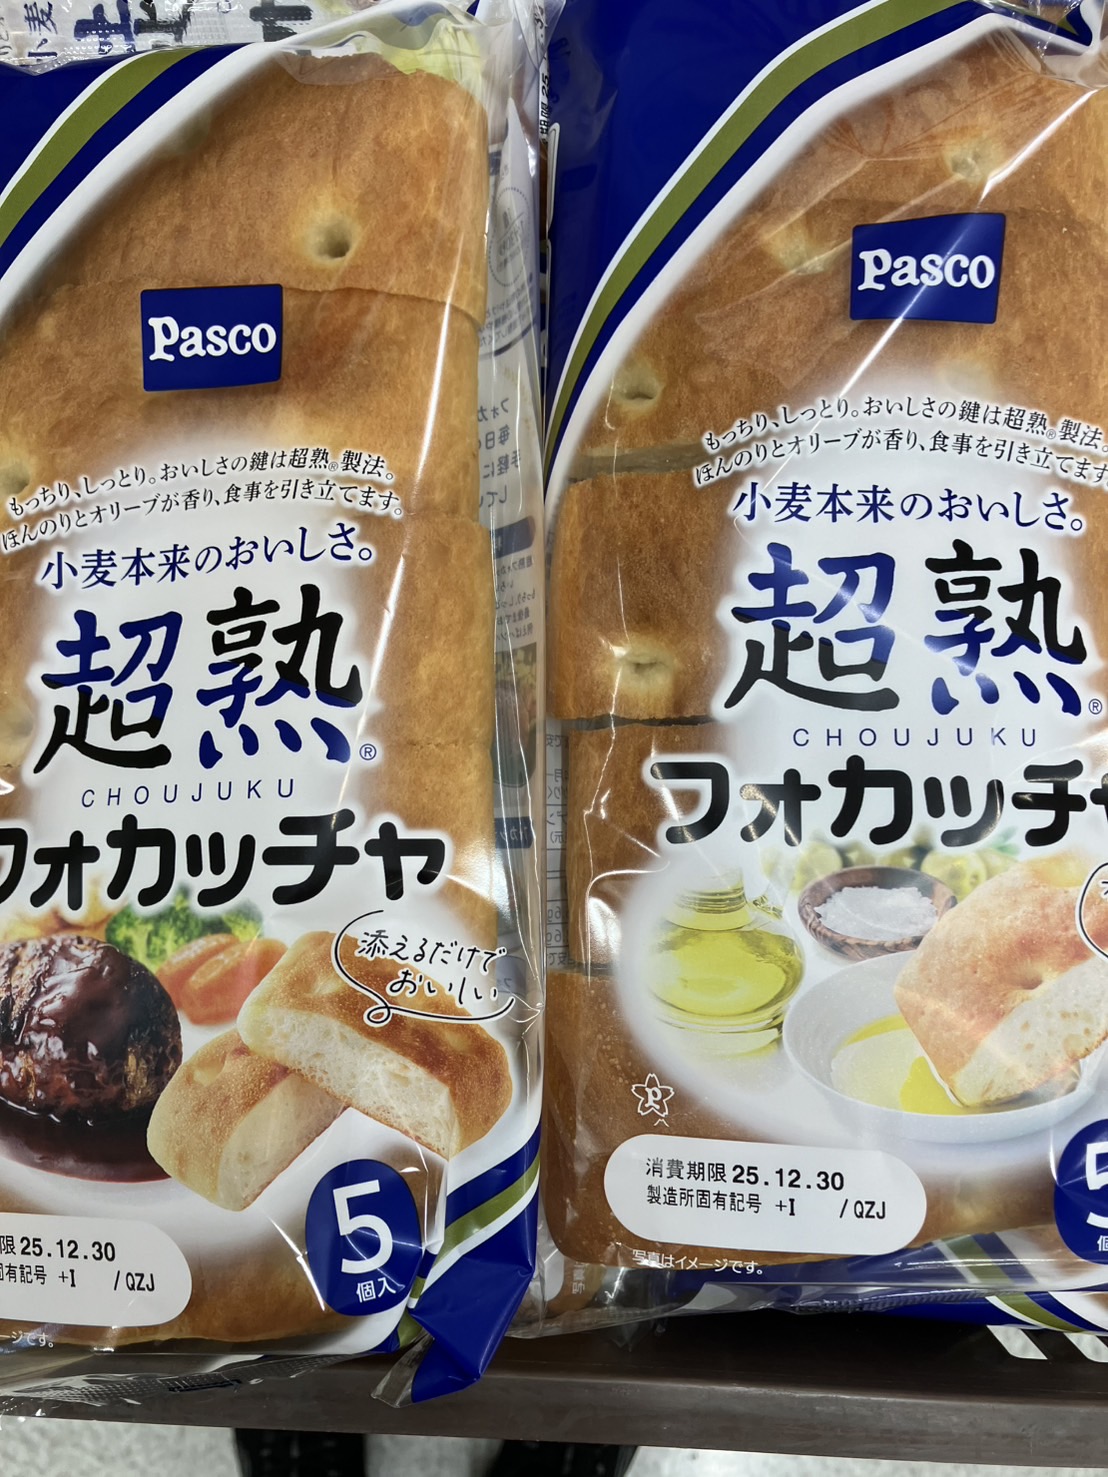 小麦
Pasco
もっちり、しっとり。おいしさの鍵は超熟®製法。
ほんのりとオリーブが香り、食事を引き立てます。
小麦本来のおいしさ。
超熟®
CHOUJUKU
フォカッチャ
添えるだけで
おいしい
5
個入
限 25.12.30
固有記号 +I /QZJ
ージです。
Pasco
もっちり、しっとり。おいしさの鍵は超熟®製法。
ほんのりとオリーブが香り、食事を引き立てます
小麦本来のおいしさ。
超熟®
CHOUJUKU
フォカッチャ
P
消費期限 25.12.30
製造所固有記号 +I /QZJ
写真はイメージです。
5
個